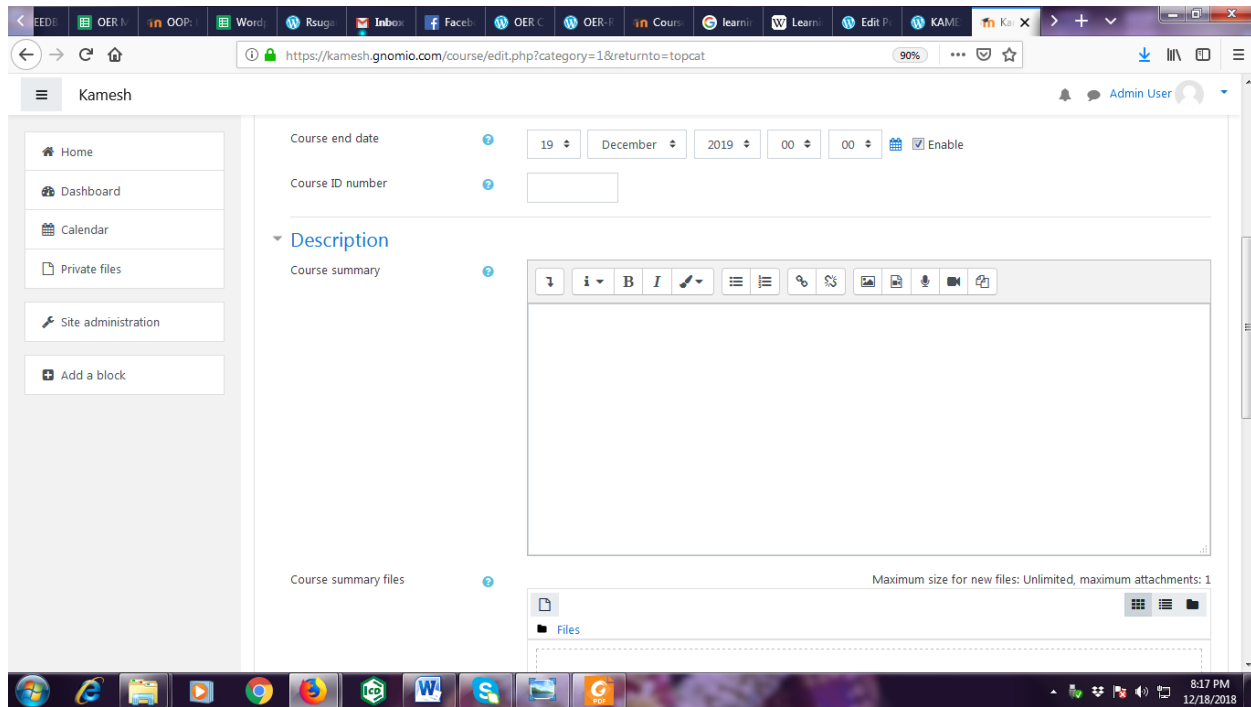 EEDB OER M OOP: Word Rsuga Inbox Faceb OER C OER-R Cours learnin Learni Edit Po KAME Ka
https://kamesh.gnomio.com/course/edit.php?category=1&returnto=topcat 90%
Kamesh Admin User
Home
Dashboard
Calendar
Private files
Site administration
Add a block
Course end date 19 December 2019 00 00 Enable
Course ID number
Description
Course summary
i B I
Course summary files Maximum size for new files: Unlimited, maximum attachments: 1
Files
8:17 PM
12/18/2018